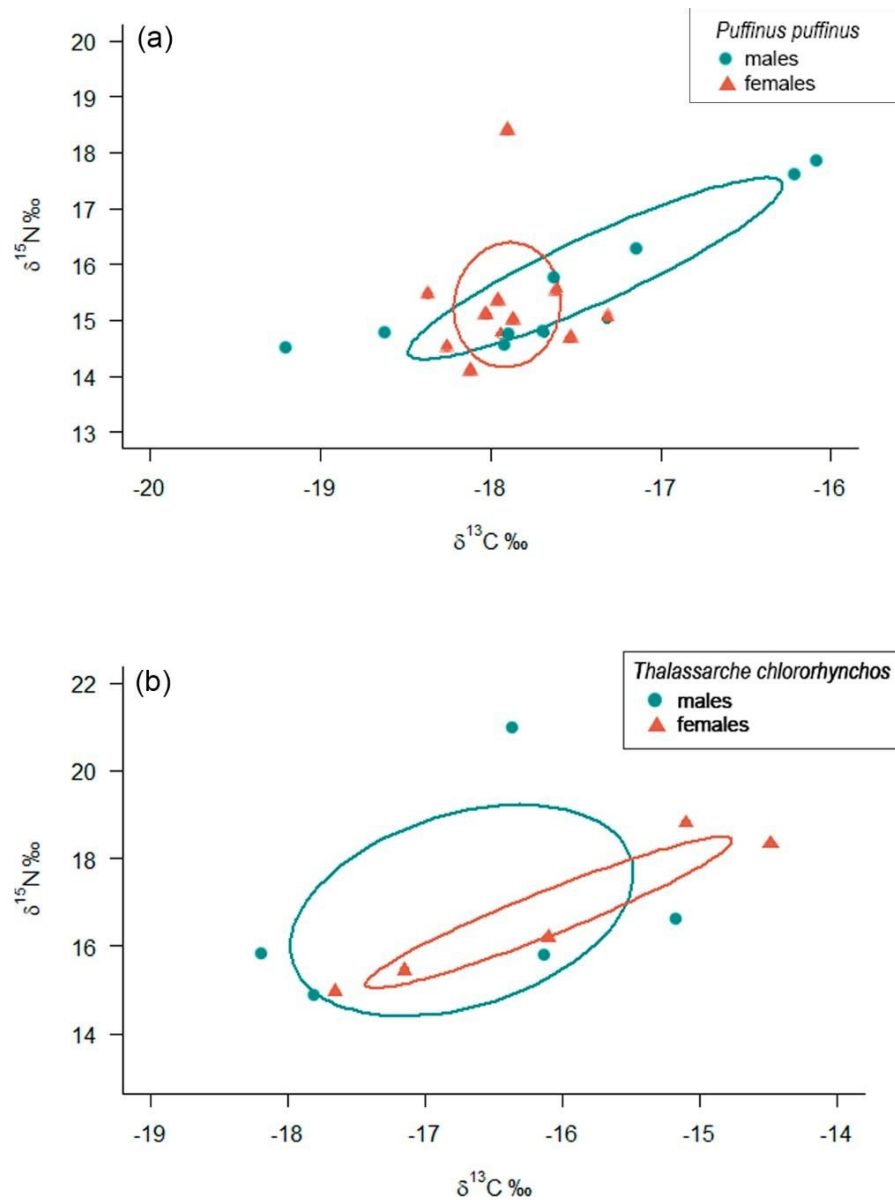 (a)
Puffinus puffinus
males
females
20
19
18
17
16
15
14
13
δ15N ‰
-20 -19 -18 -17 -16
δ13C ‰
(b)
Thalassarche chlororhynchos
males
females
22
20
18
16
14
δ15N ‰
-19 -18 -17 -16 -15 -14
δ13C ‰